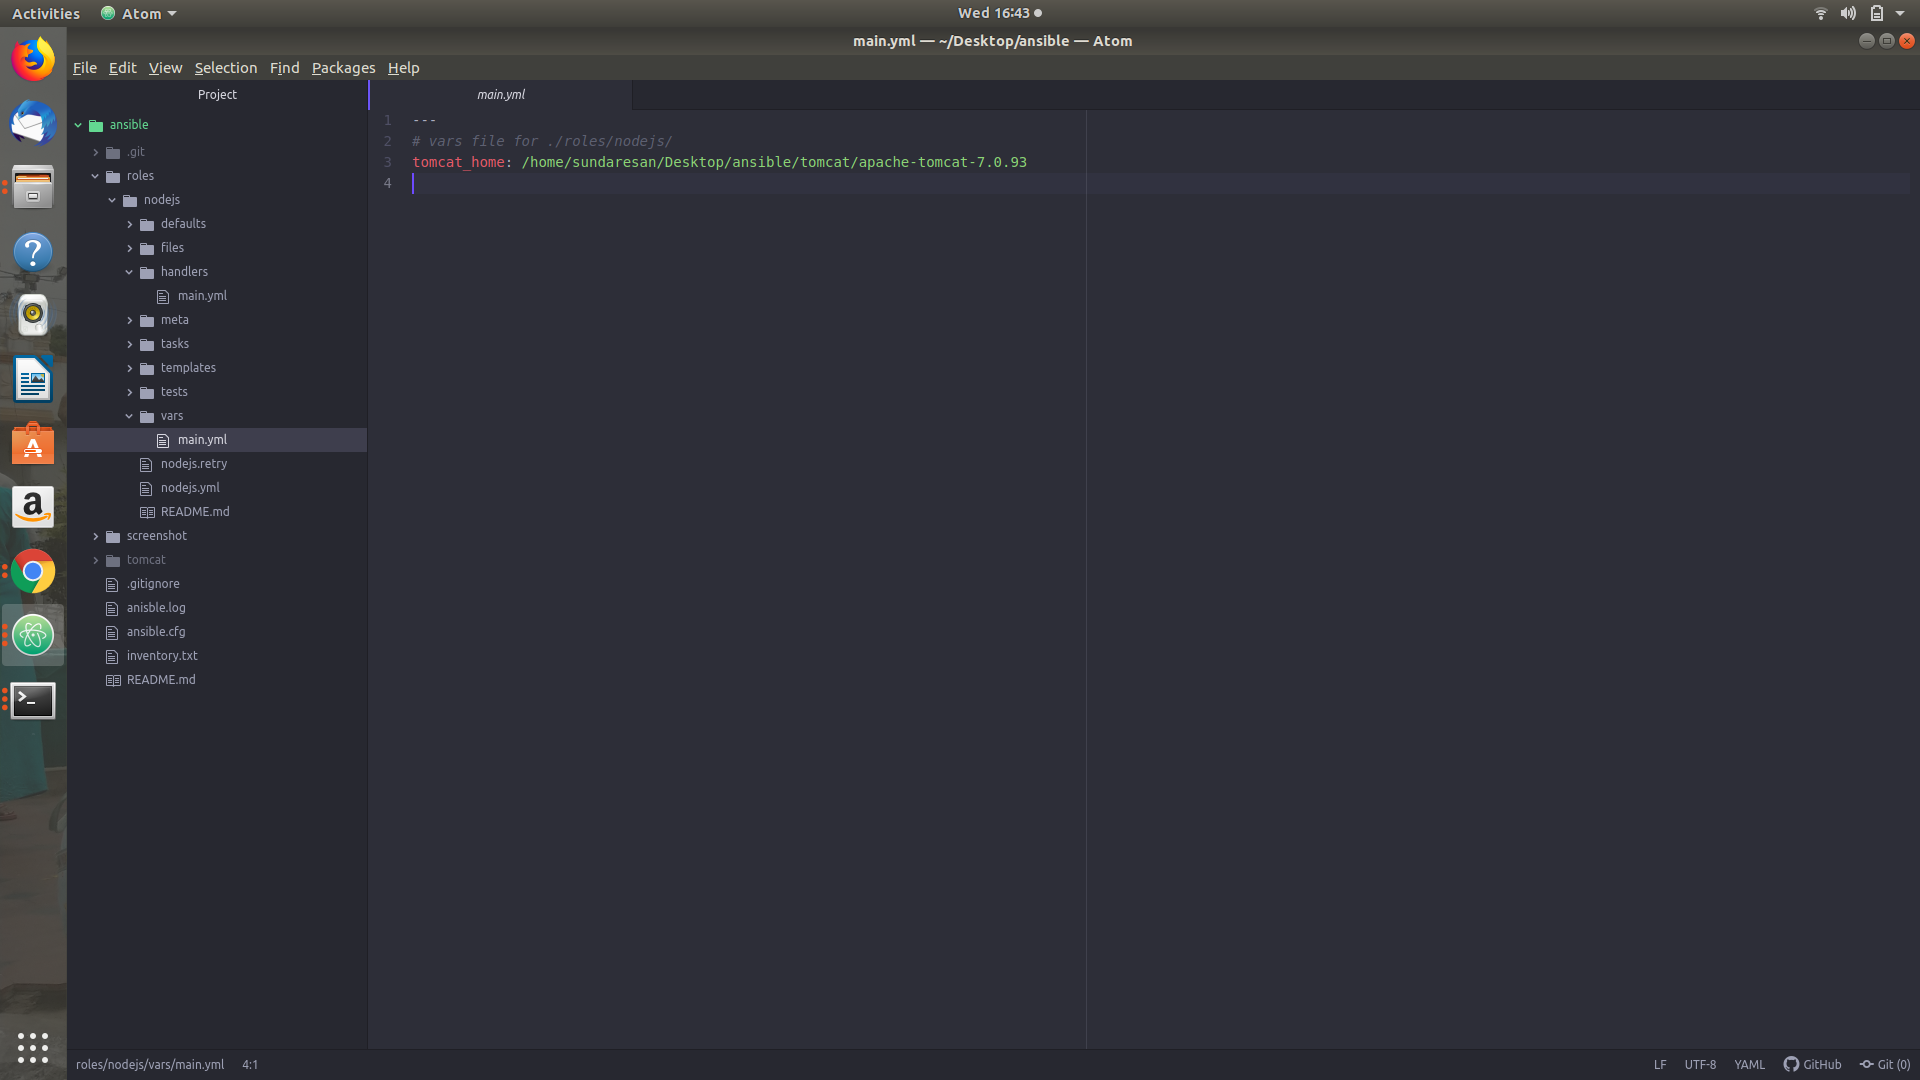 Activities
Atom
Wed 16:43
main.yml — ~/Desktop/ansible — Atom
File Edit View Selection Find Packages Help
Project
main.yml
ansible
.git
roles
nodejs
defaults
files
handlers
main.yml
meta
tasks
templates
tests
vars
main.yml
nodejs.retry
nodejs.yml
README.md
screenshot
tomcat
.gitignore
anisble.log
ansible.cfg
inventory.txt
README.md
1 ---
2 # vars file for ./roles/nodejs/
3 tomcat_home: /home/sundaresan/Desktop/ansible/tomcat/apache-tomcat-7.0.93
4
roles/nodejs/vars/main.yml 4:1
LF UTF-8 YAML GitHub Git (0)